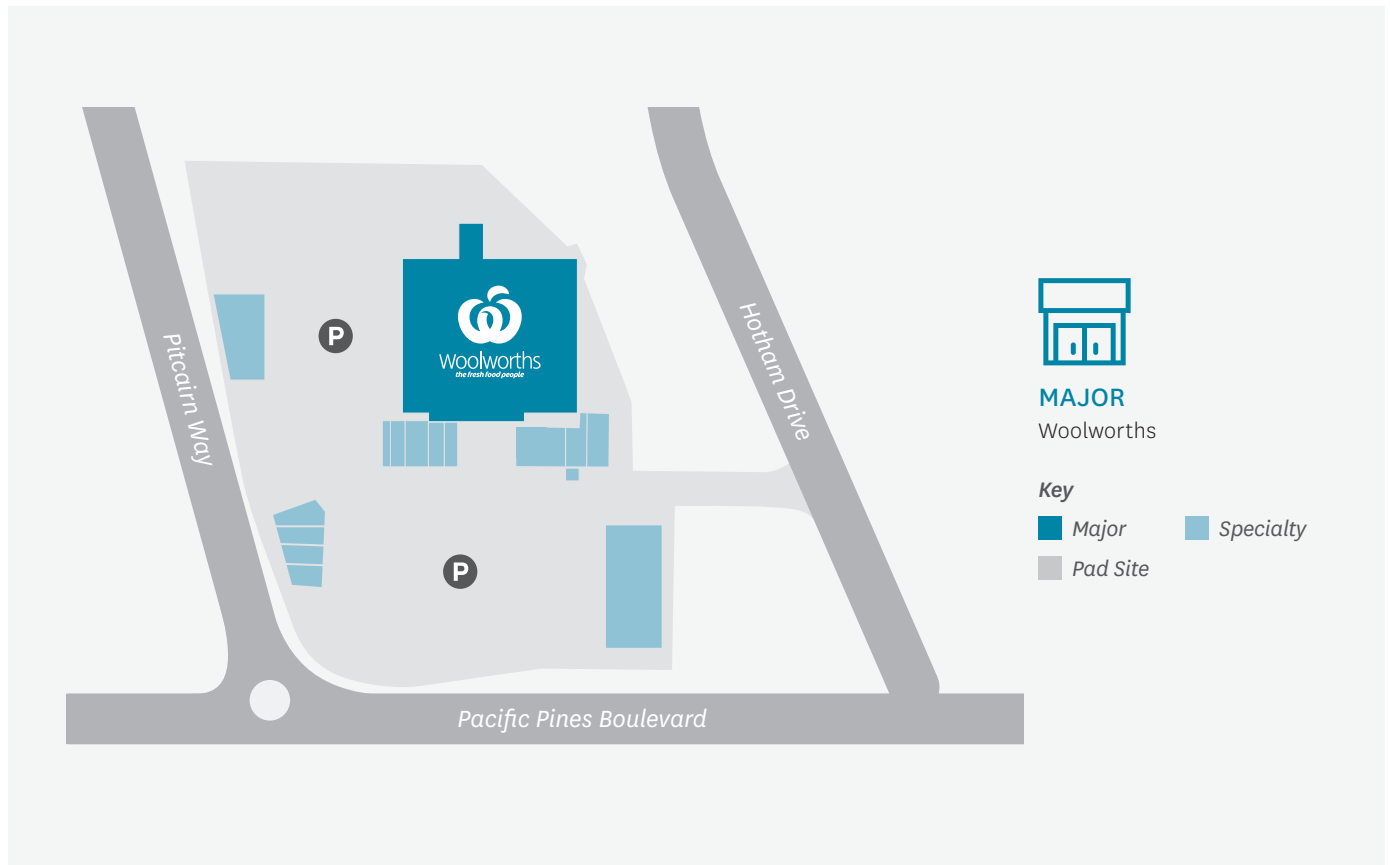 Pitcairn Way
Hotham Drive
P
Woolworths
the fresh food people
P
Pacific Pines Boulevard
MAJOR
Woolworths
Key
Major
Specialty
Pad Site